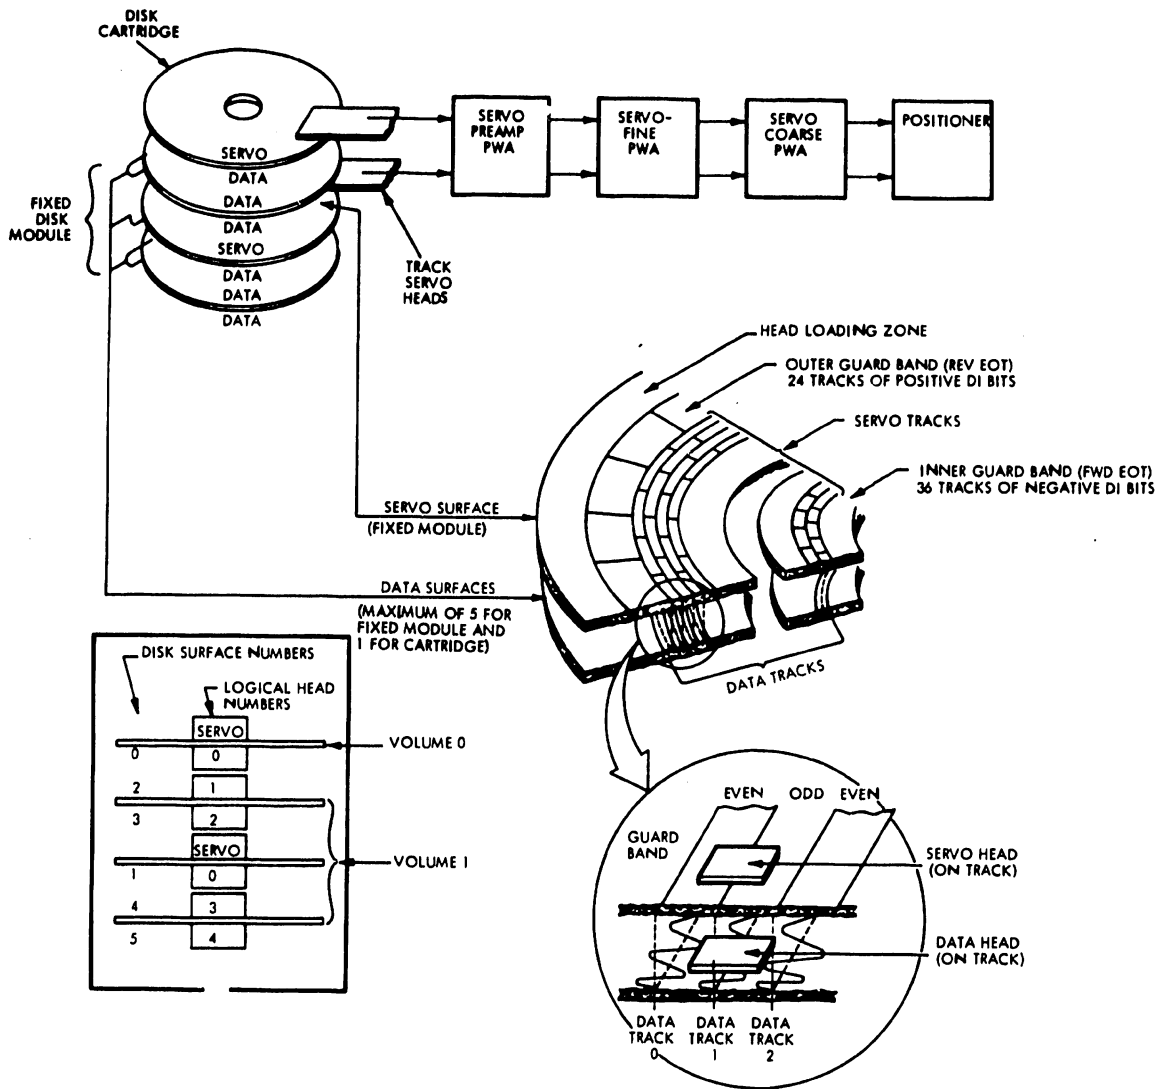 DISK
CARTRIDGE
SERVO
DATA
DATA
DATA
SERVO
DATA
DATA
DATA
FIXED
DISK
MODULE
TRACK
SERVO
HEADS
SERVO
PREAMP
PWA
SERVO-
FINE
PWA
SERVO
COARSE
PWA
POSITIONER
HEAD LOADING ZONE
OUTER GUARD BAND (REV EOT)
24 TRACKS OF POSITIVE DI BITS
SERVO TRACKS
INNER GUARD BAND (FWD EOT)
36 TRACKS OF NEGATIVE DI BITS
SERVO SURFACE
(FIXED MODULE)
DATA SURFACES
(MAXIMUM OF 5 FOR
FIXED MODULE AND
1 FOR CARTRIDGE)
DATA TRACKS
DISK SURFACE NUMBERS
LOGICAL HEAD
NUMBERS
SERVO
0 0
VOLUME 0
2 1
3 2
SERVO
1 0
VOLUME 1
4 3
5 4
EVEN ODD EVEN
GUARD
BAND
SERVO HEAD
(ON TRACK)
DATA HEAD
(ON TRACK)
DATA
TRACK
0
DATA
TRACK
1
DATA
TRACK
2